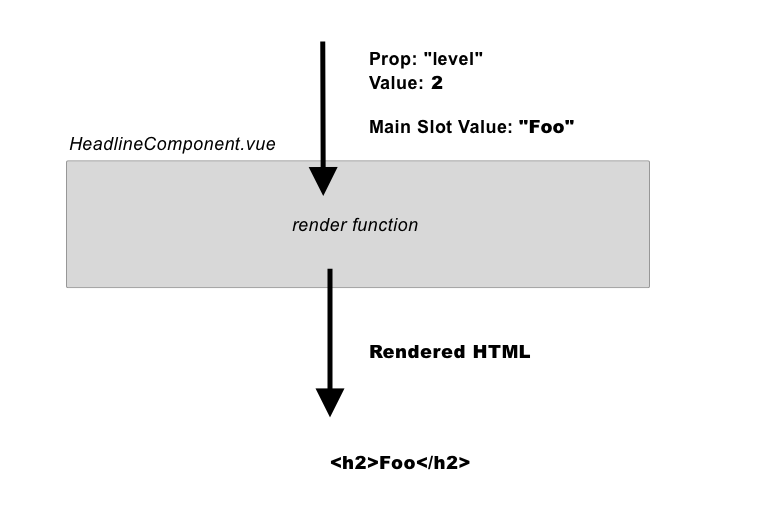 Prop: "level"
Value: 2
Main Slot Value: "Foo"
HeadlineComponent.vue
render function
Rendered HTML
<h2>Foo</h2>